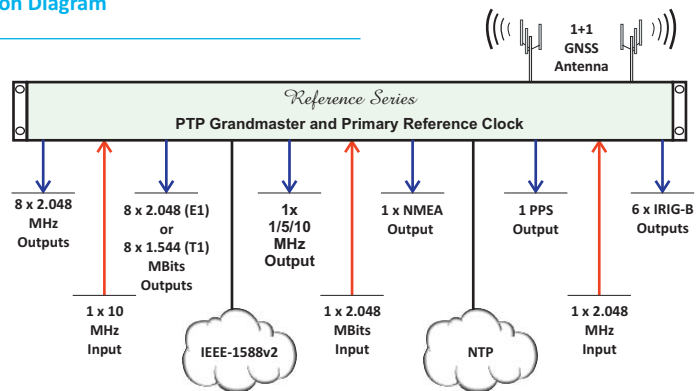 on Diagram
1+1
GNSS
Antenna
Reference Series
PTP Grandmaster and Primary Reference Clock
8 x 2.048
MHz
Outputs
8 x 2.048 (E1)
or
8 x 1.544 (T1)
MBits
Outputs
1x
1/5/10
MHz
Output
1 x NMEA
Output
1 PPS
Output
6 x IRIG-B
Outputs
1 x 10
MHz
Input
IEEE-1588v2
1 x 2.048
MBits
Input
NTP
1 x 2.048
MHz
Input